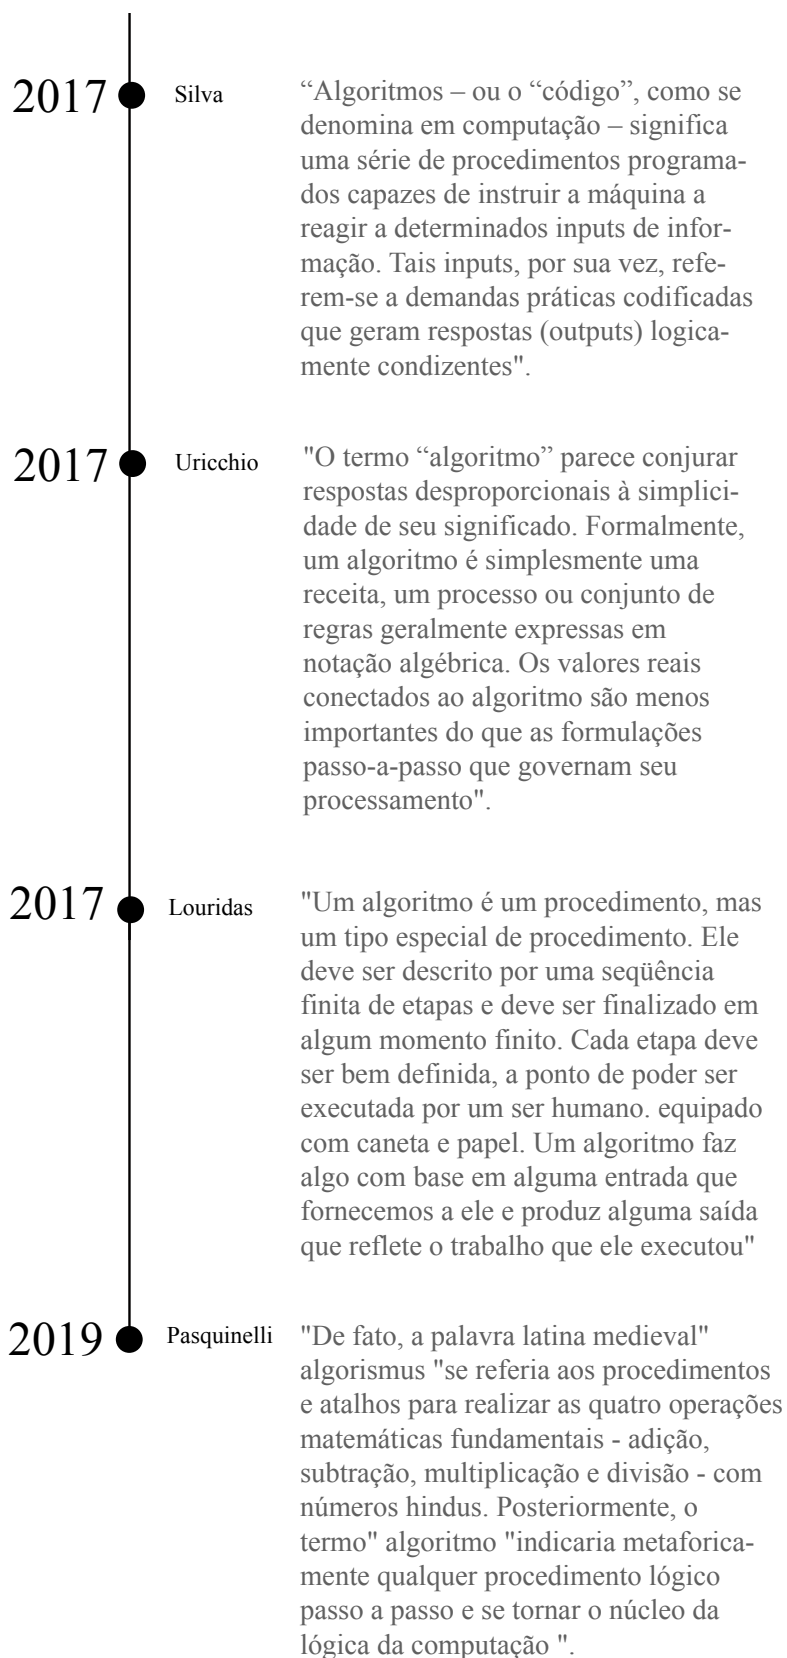 2017
Silva
“Algoritmos – ou o “código”, como se
denomina em computação – significa
uma série de procedimentos programa-
dos capazes de instruir a máquina a
reagir a determinados inputs de infor-
mação. Tais inputs, por sua vez, refe-
rem-se a demandas práticas codificadas
que geram respostas (outputs) logica-
mente condizentes".
2017
Uricchio
"O termo “algoritmo” parece conjurar
respostas desproporcionais à simplici-
dade de seu significado. Formalmente,
um algoritmo é simplesmente uma
receita, um processo ou conjunto de
regras geralmente expressas em
notação algébrica. Os valores reais
conectados ao algoritmo são menos
importantes do que as formulações
passo-a-passo que governam seu
processamento".
2017
Louridas
"Um algoritmo é um procedimento, mas
um tipo especial de procedimento. Ele
deve ser descrito por uma seqüência
finita de etapas e deve ser finalizado em
algum momento finito. Cada etapa deve
ser bem definida, a ponto de poder ser
executada por um ser humano. equipado
com caneta e papel. Um algoritmo faz
algo com base em alguma entrada que
fornecemos a ele e produz alguma saída
que reflete o trabalho que ele executou"
2019
Pasquinelli
"De fato, a palavra latina medieval"
algorismus "se referia aos procedimentos
e atalhos para realizar as quatro operações
matemáticas fundamentais - adição,
subtração, multiplicação e divisão - com
números hindus. Posteriormente, o
termo" algoritmo "indicaria metaforica-
mente qualquer procedimento lógico
passo a passo e se tornar o núcleo da
lógica da computação ".